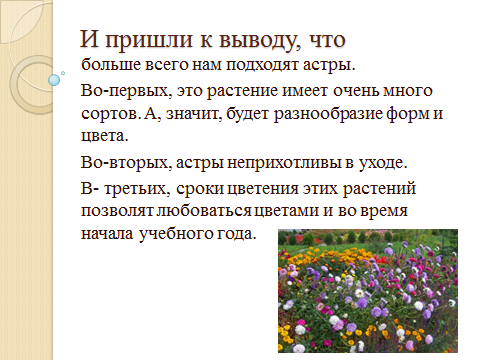 И пришли к выводу, что
больше всего нам подходят астры.
Во-первых, это растение имеет очень много
сортов. А, значит, будет разнообразие форм и
цвета.
Во-вторых, астры неприхотливы в уходе.
В- третьих, сроки цветения этих растений
позволят любоваться цветами и во время
начала учебного года.